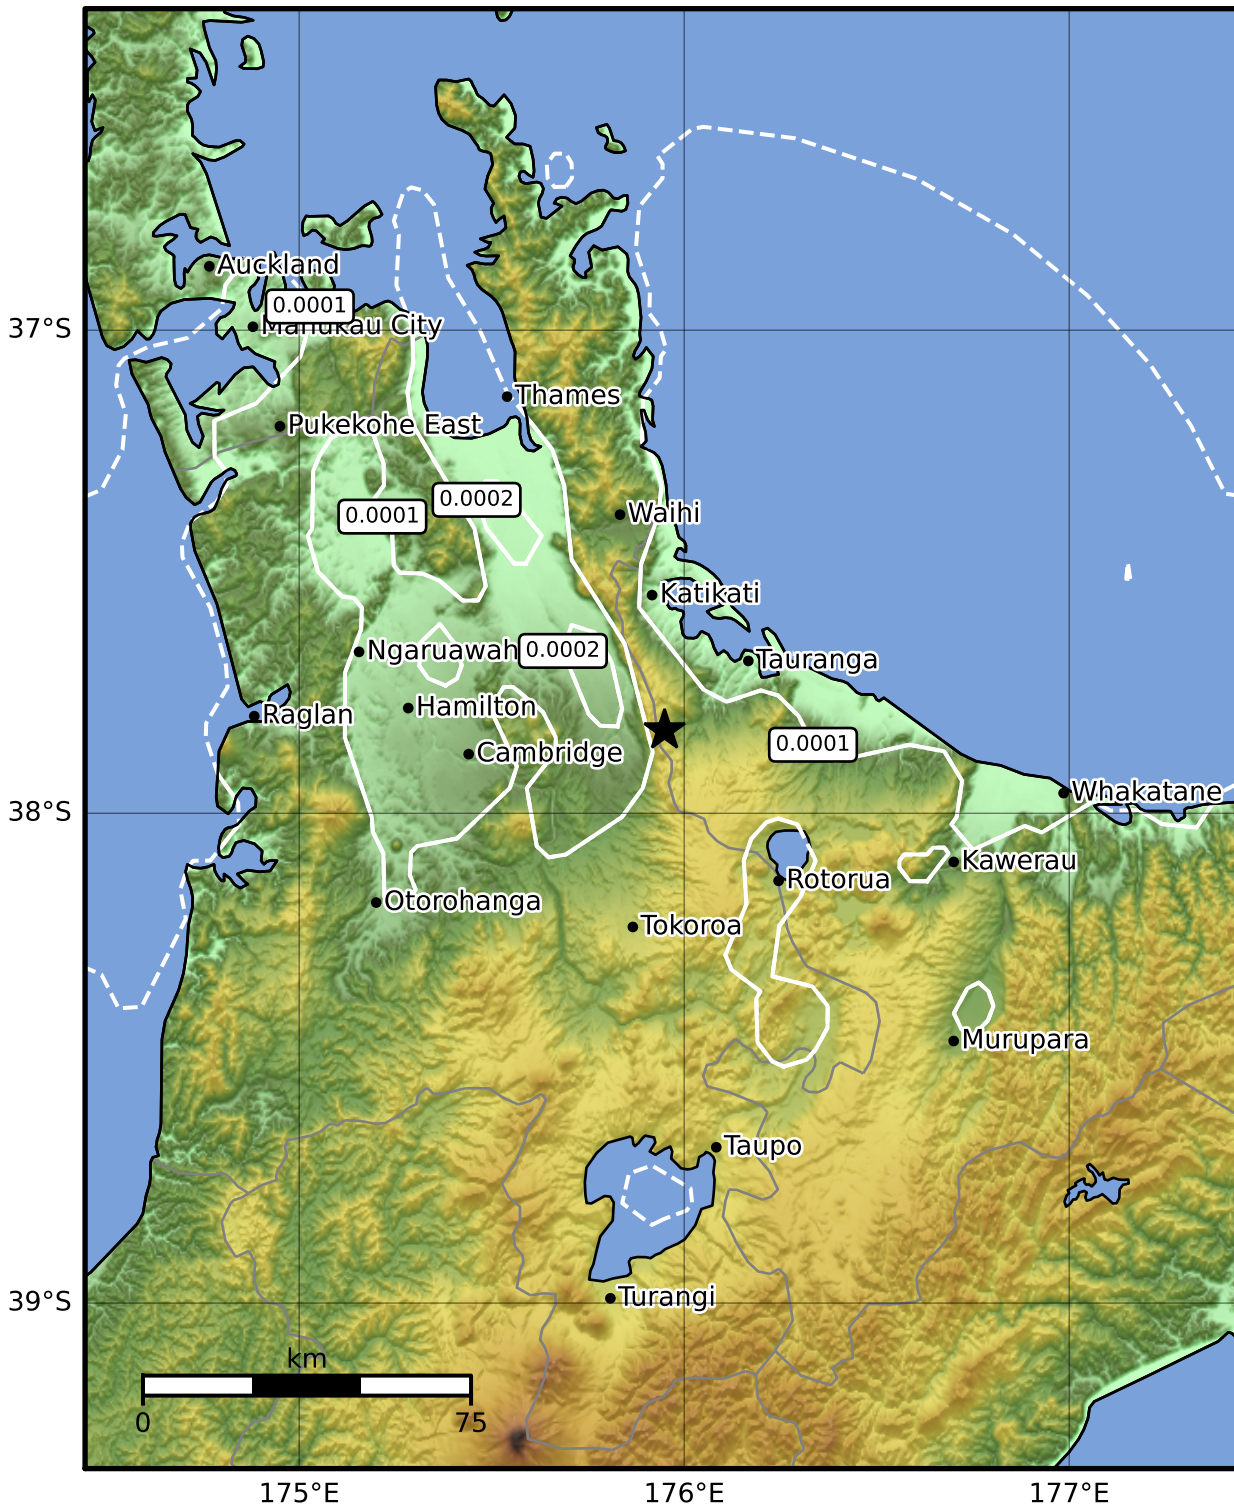 Auckland
0.0001
Manukau City
37°S
Thames
Pukekohe East
0.0002
0.0001
Waihi
Katikati
Ngaruawah
0.0002
Tauranga
Hamilton
Raglan
Cambridge
0.0001
Whakatane
38°S
Kawerau
Rotorua
Otorohanga
Tokoroa
Murupara
Taupo
Turangi
39°S
km
0 75
175°E 176°E 177°E